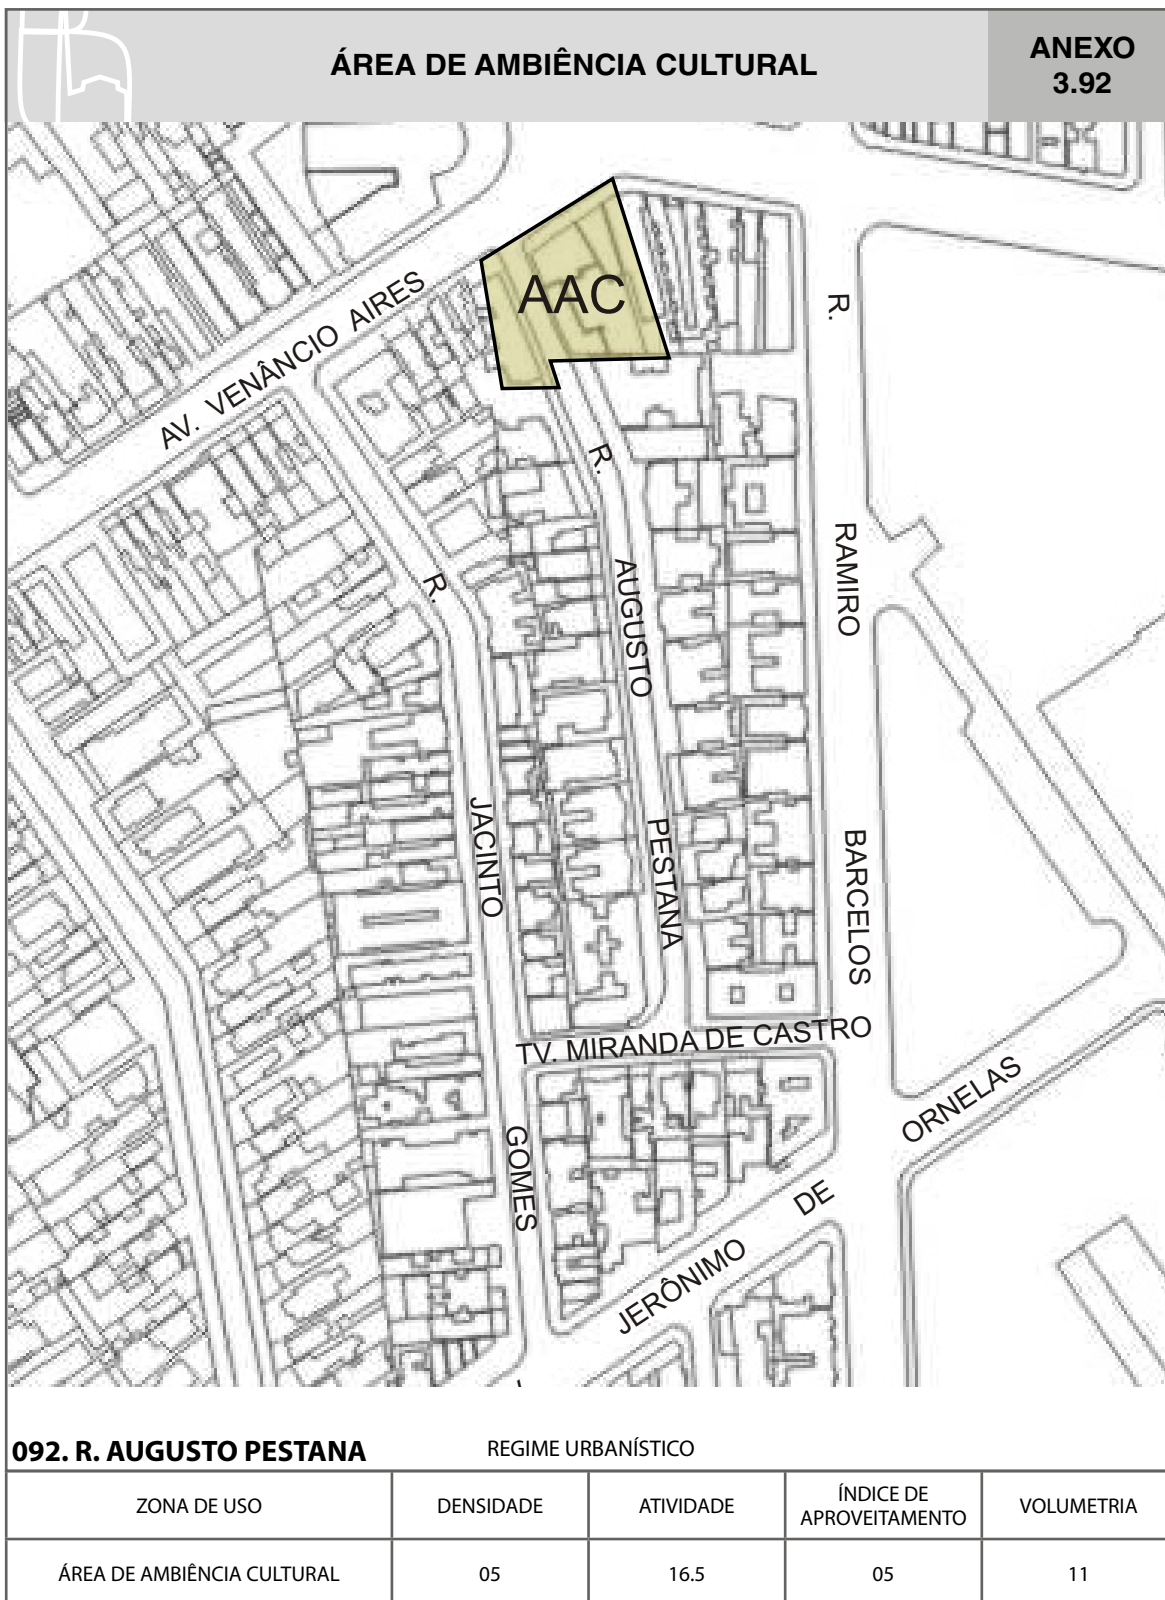 ÁREA DE AMBIÊNCIA CULTURAL
ANEXO
3.92
AAC
AV. VENÂNCIO AIRES
R. RAMIRO BARCELOS
R. AUGUSTO PESTANA
R. JACINTO GOMES
TV. MIRANDA DE CASTRO
JERÔNIMO DE ORNELAS
092. R. AUGUSTO PESTANA
REGIME URBANÍSTICO
ZONA DE USO
DENSIDADE
ATIVIDADE
ÍNDICE DE
APROVEITAMENTO
VOLUMETRIA
ÁREA DE AMBIÊNCIA CULTURAL
05
16.5
05
11